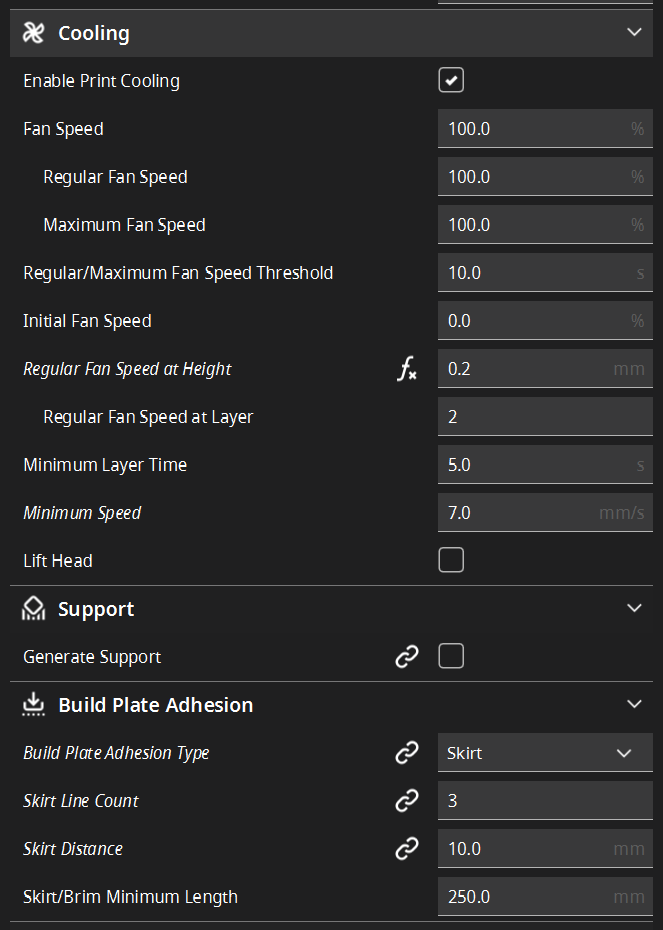 Cooling
Enable Print Cooling
Fan Speed 100.0 %
Regular Fan Speed 100.0 %
Maximum Fan Speed 100.0 %
Regular/Maximum Fan Speed Threshold 10.0 s
Initial Fan Speed 0.0 %
Regular Fan Speed at Height fx 0.2 mm
Regular Fan Speed at Layer 2
Minimum Layer Time 5.0 s
Minimum Speed 7.0 mm/s
Lift Head
Support
Generate Support
Build Plate Adhesion
Build Plate Adhesion Type Skirt
Skirt Line Count 3
Skirt Distance 10.0 mm
Skirt/Brim Minimum Length 250.0 mm